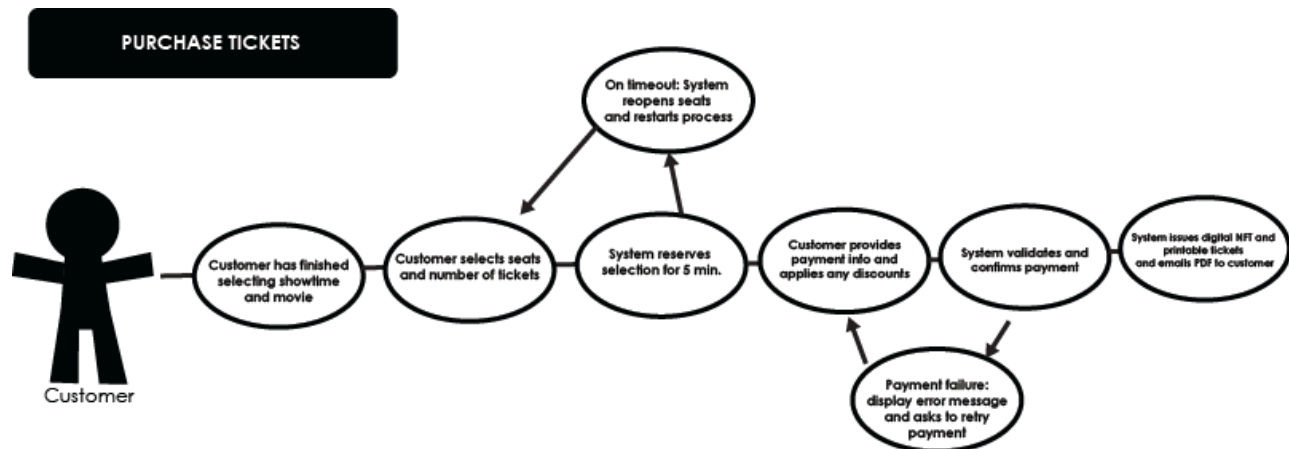 PURCHASE TICKETS
On timeout: System
reopens seats
and restarts process
Customer has finished
selecting showtime
and movie
Customer selects seats
and number of tickets
System reserves
selection for 5 min.
Customer provides
payment info and
applies any discounts
System validates and
confirms payment
System issues digital NFT and
printable tickets
and emails PDF to customer
Payment failure:
display error message
and asks to retry
payment
Customer